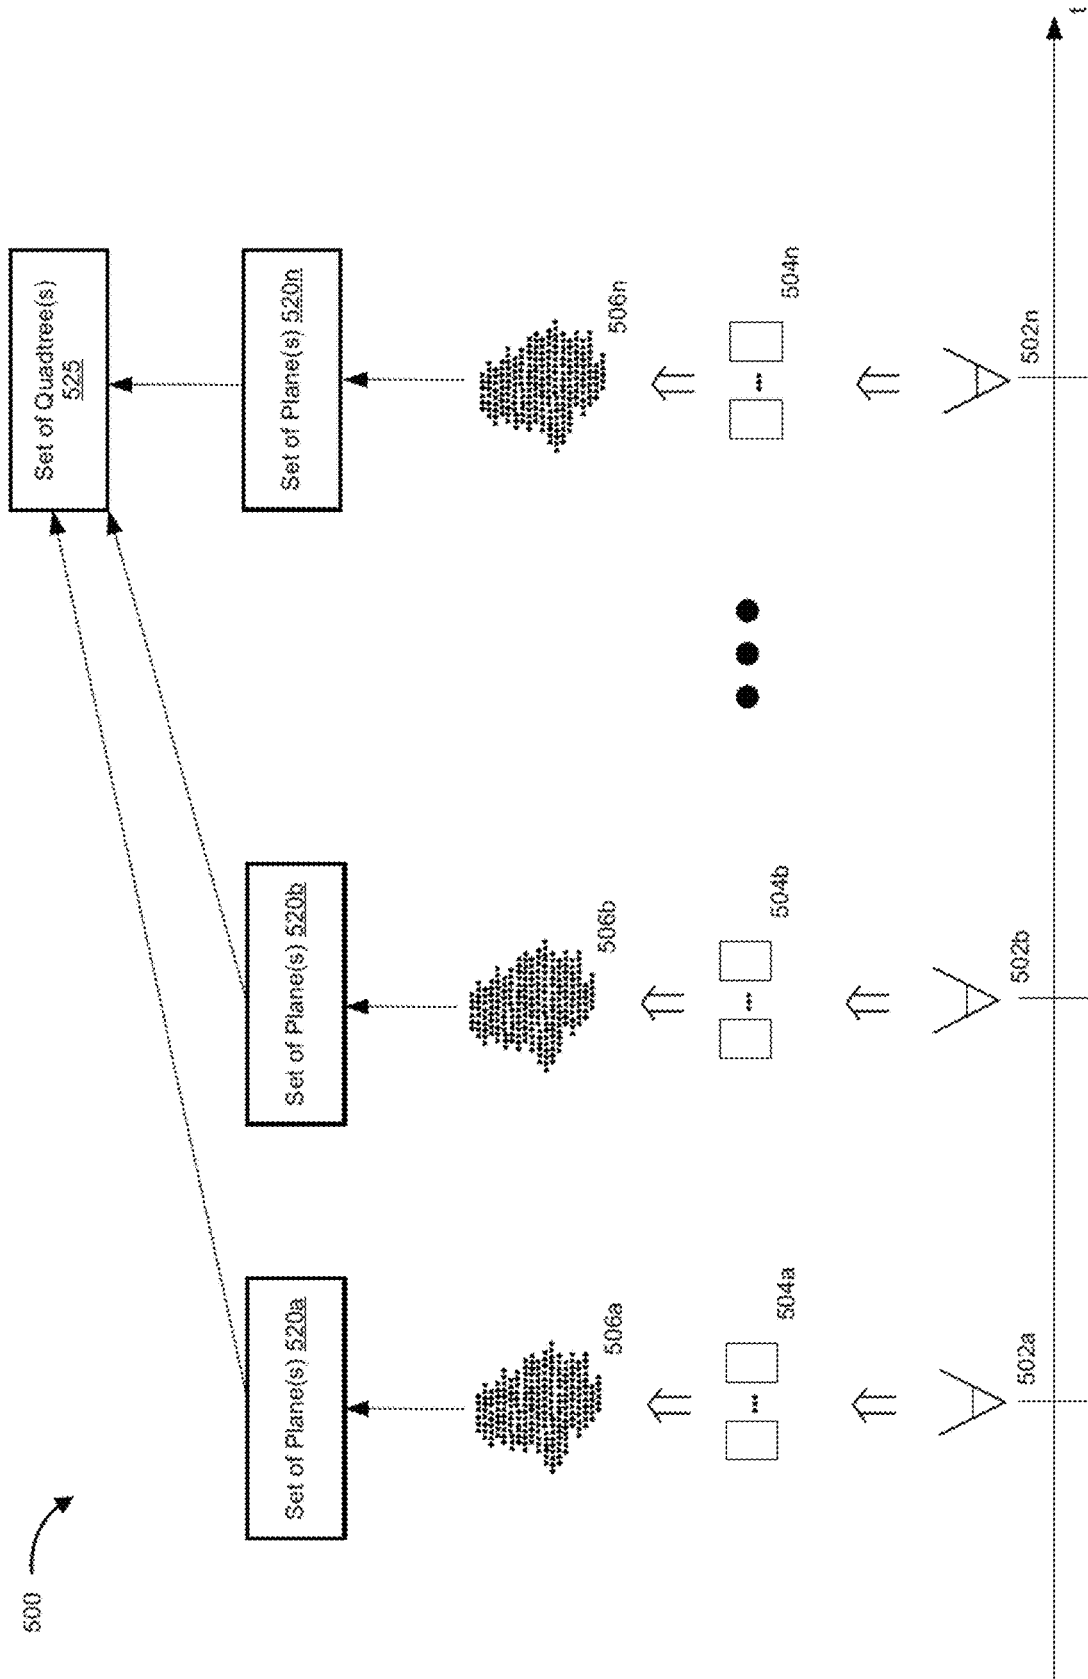 500
Set of Quadtree(s)
525
Set of Plane(s) 520a
Set of Plane(s) 520b
Set of Plane(s) 520n
506a
506b
506n
504a
504b
504n
502a
502b
502n
t